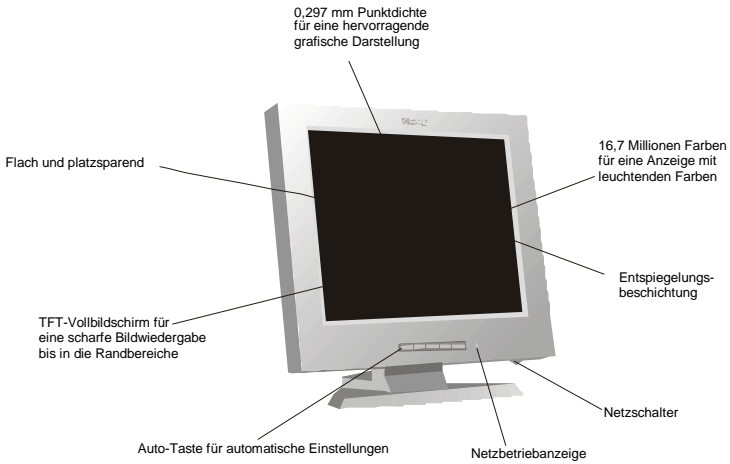 0,297 mm Punktdichte
für eine hervorragende
grafische Darstellung
Flach und platzsparend
16,7 Millionen Farben
für eine Anzeige mit
leuchtenden Farben
Entspiegelungs-
beschichtung
TFT-Vollbildschirm für
eine scharfe Bildwiedergabe
bis in die Randbereiche
Netzschalter
Auto-Taste für automatische Einstellungen
Netzbetriebanzeige